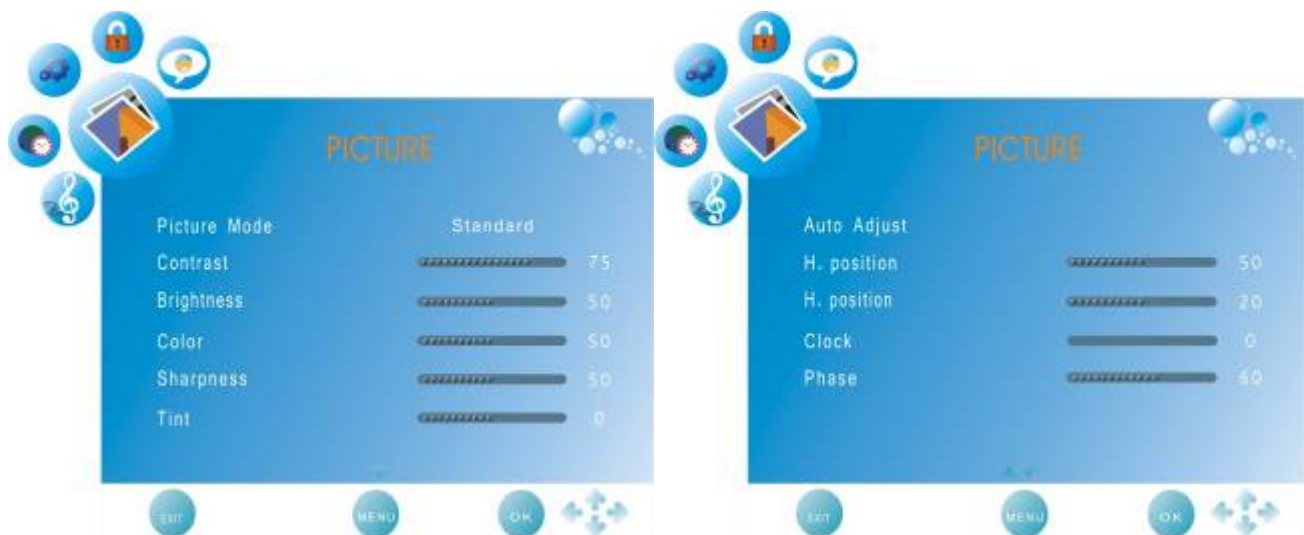 PICTURE
Picture Mode Standard
Contrast 75
Brightness 50
Color 50
Sharpness 50
Tint 0
EXIT MENU OK
PICTURE
Auto Adjust
H. position 50
H. position 20
Clock 0
Phase 60
EXIT MENU OK